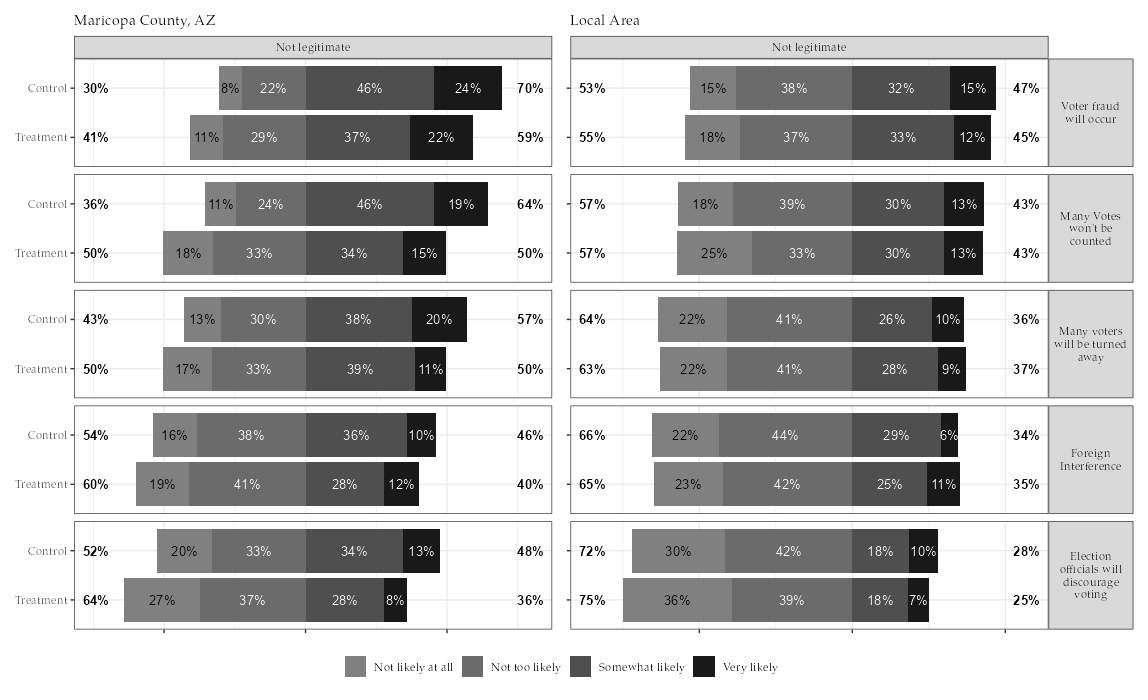 Maricopa County, AZ
Local Area
Not legitimate
Not legitimate
Control 30% 8% 22% 46% 24% 70% 53% 15% 38% 32% 15% 47%
Treatment 41% 11% 29% 37% 22% 59% 55% 18% 37% 33% 12% 45%
Voter fraud
will occur
Control 36% 11% 24% 46% 19% 64% 57% 18% 39% 30% 13% 43%
Treatment 50% 18% 33% 34% 15% 50% 57% 25% 33% 30% 13% 43%
Many Votes
won't be
counted
Control 43% 13% 30% 38% 20% 57% 64% 22% 41% 26% 10% 36%
Treatment 50% 17% 33% 39% 11% 50% 63% 22% 41% 28% 9% 37%
Many voters
will be turned
away
Control 54% 16% 38% 36% 10% 46% 66% 22% 44% 29% 6% 34%
Treatment 60% 19% 41% 28% 12% 40% 65% 23% 42% 25% 11% 35%
Foreign
Interference
Control 52% 20% 33% 34% 13% 48% 72% 30% 42% 18% 10% 28%
Treatment 64% 27% 37% 28% 8% 36% 75% 36% 39% 18% 7% 25%
Election
officials will
discourage
voting
Not likely at all Not too likely Somewhat likely Very likely